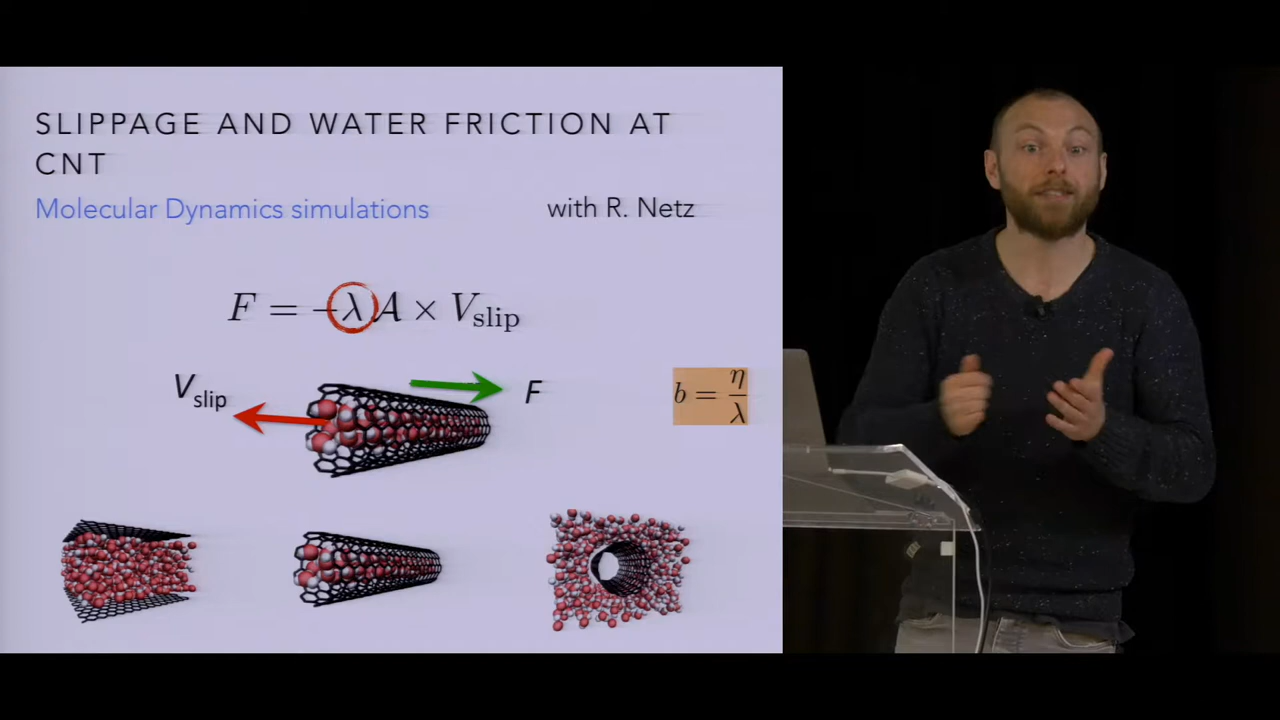 SLIPPAGE AND WATER FRICTION AT
CNT
Molecular Dynamics simulations
with R. Netz
F = −λ 𝒜 × V_slip
V_slip
F
b = η/λ